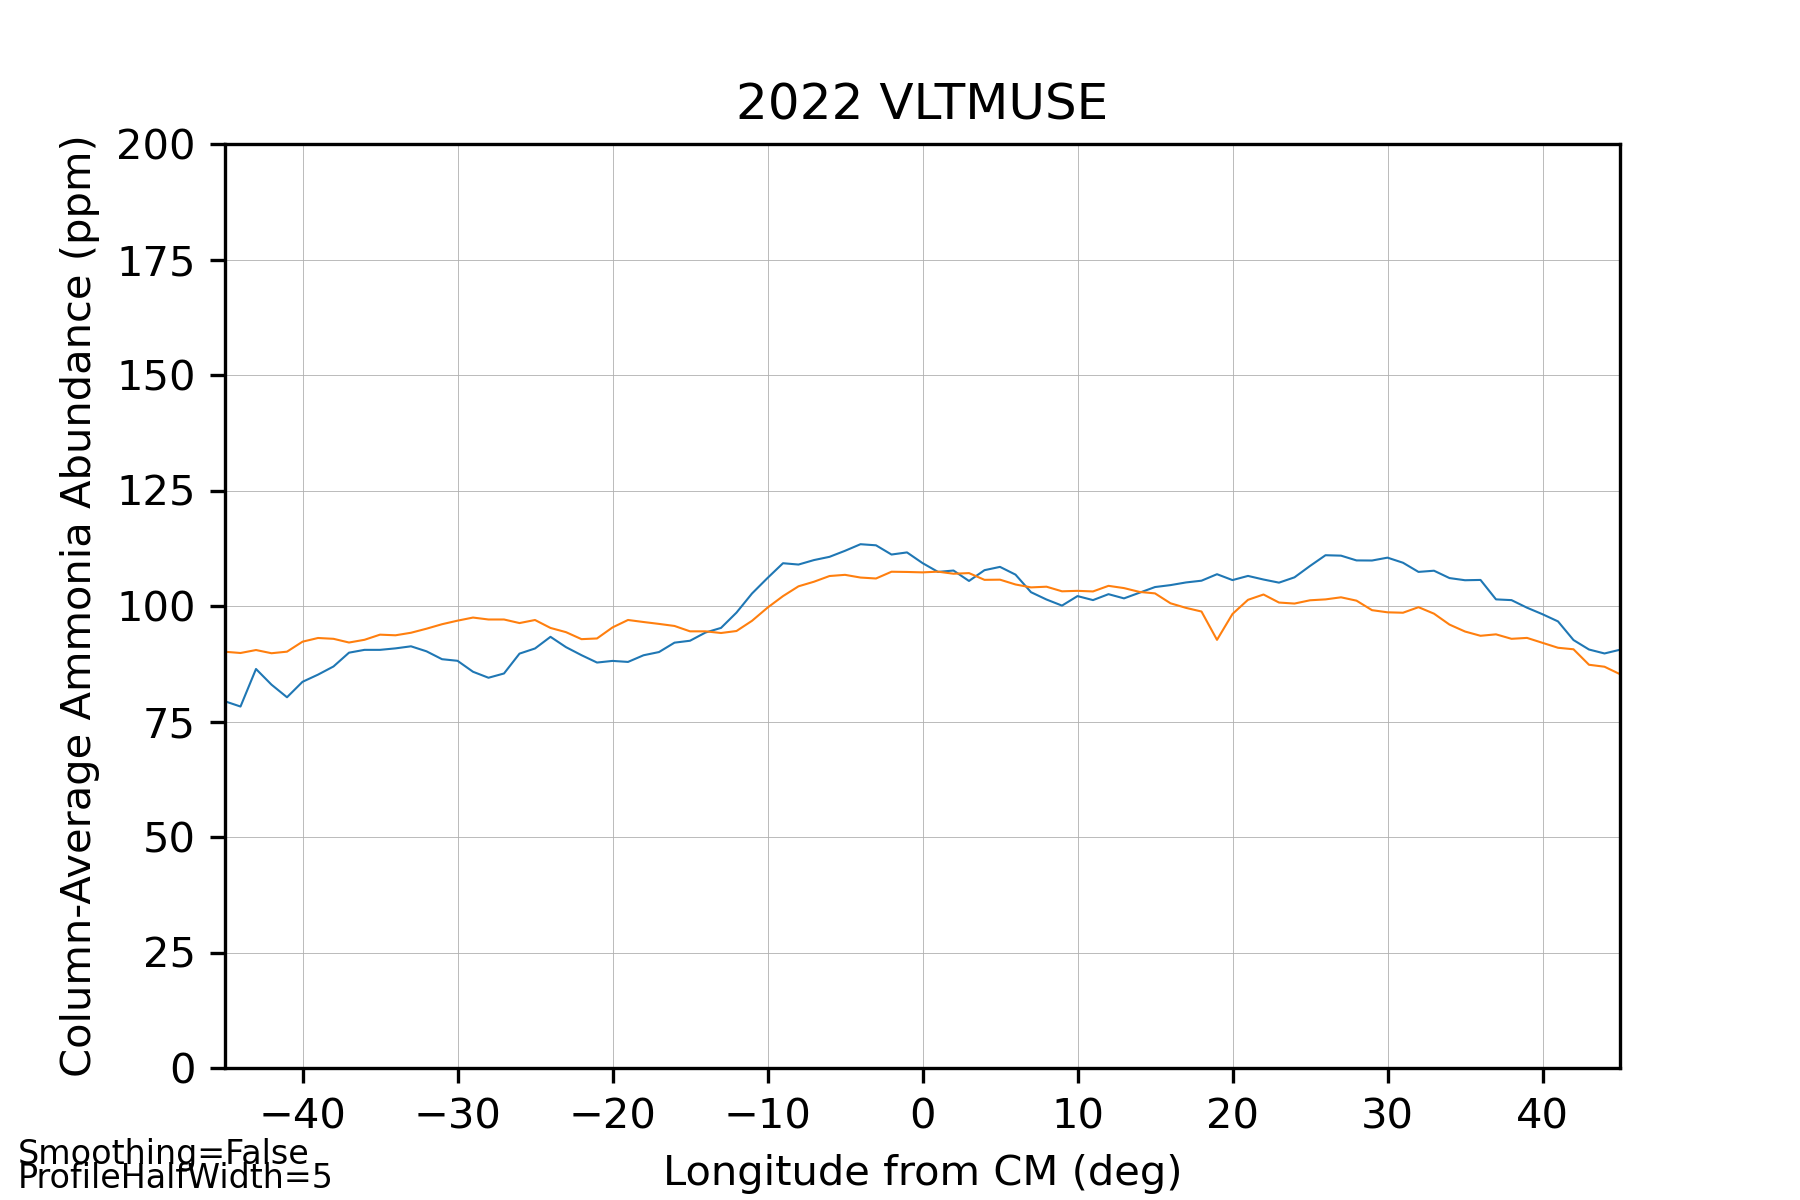 2022 VLTMUSE
Column-Average Ammonia Abundance (ppm)
200
175
150
125
100
75
50
25
0
−40 −30 −20 −10 0 10 20 30 40
Longitude from CM (deg)
Smoothing=False
ProfileHalfWidth=5